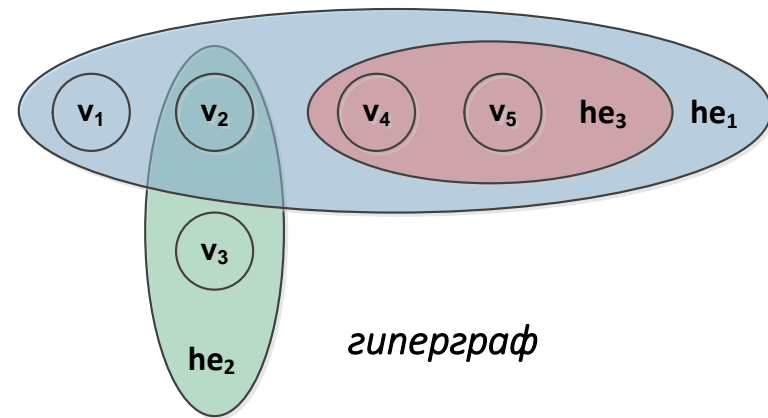 v₁ v₂ v₄ v₅ he₃ he₁
v₃
he₂
гиперграф